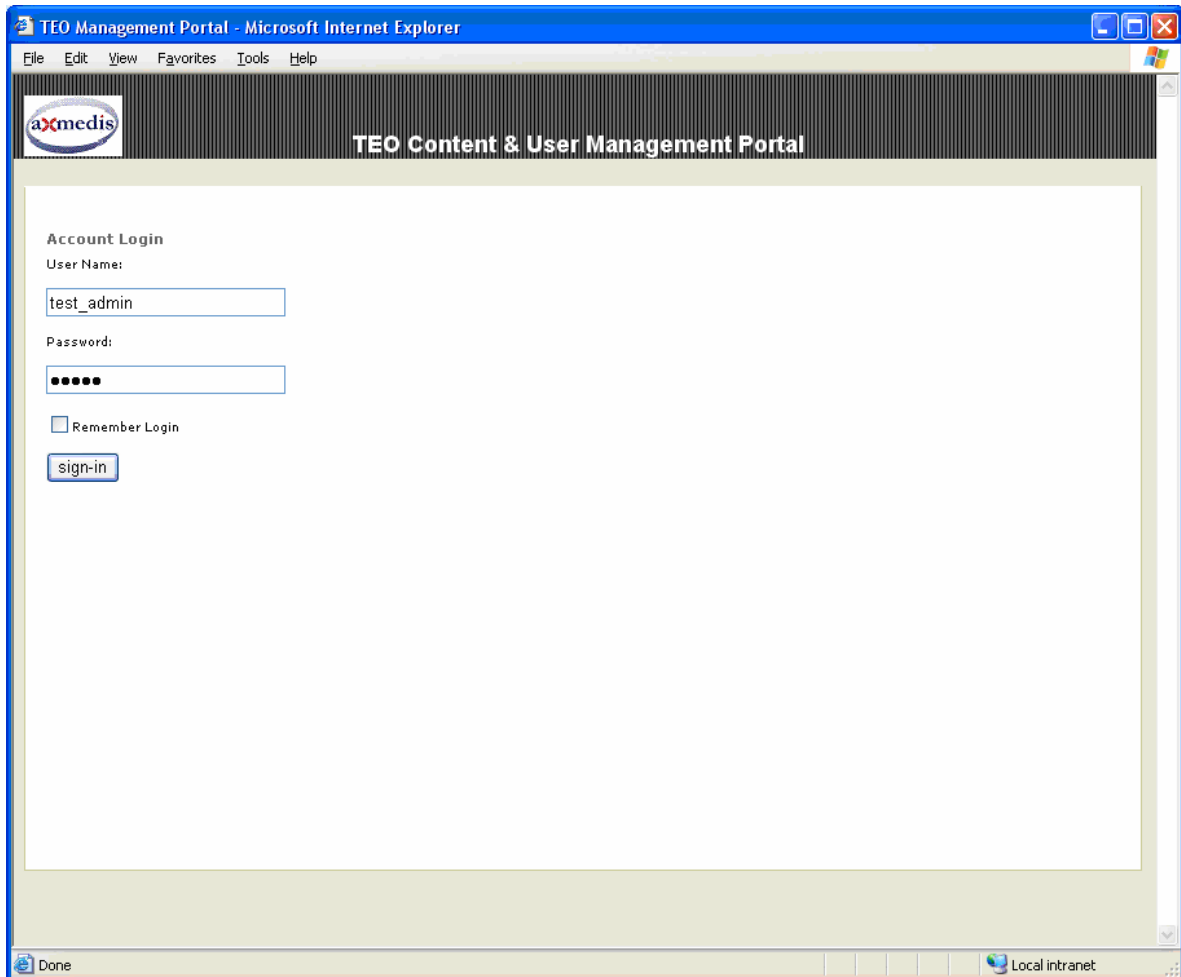 TEO Management Portal - Microsoft Internet Explorer
File Edit View Favorites Tools Help
axmedis
TEO Content & User Management Portal
Account Login
User Name:
test_admin
Password:
●●●●●
Remember Login
sign-in
Done
Local intranet